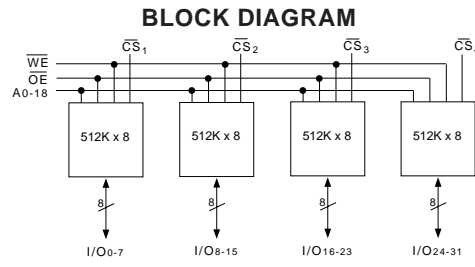 BLOCK DIAGRAM
CS1 CS2 CS3 CS
WE
OE
A0-18
512K x 8 512K x 8 512K x 8 512K x 8
8 8 8 8
I/O0-7 I/O8-15 I/O16-23 I/O24-31